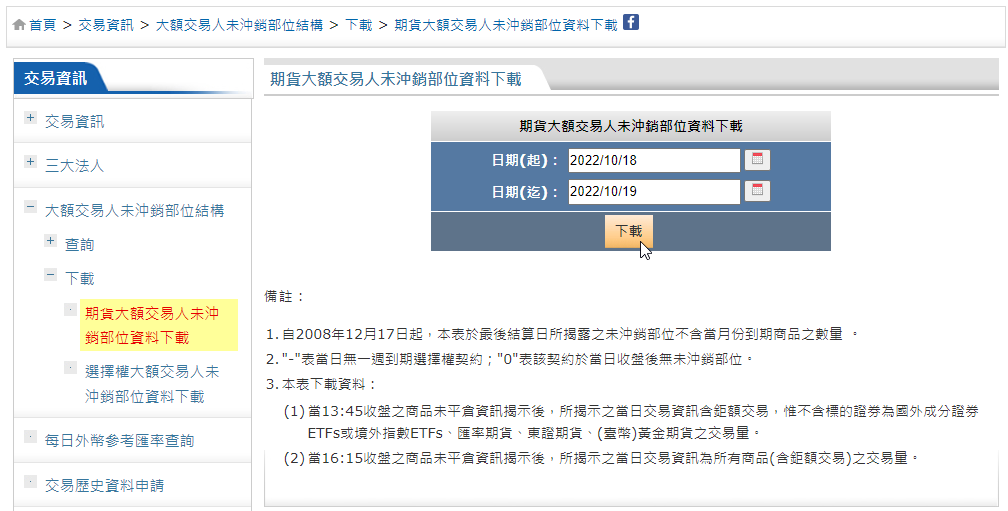 首頁 > 交易資訊 > 大額交易人未沖銷部位結構 > 下載 > 期貨大額交易人未沖銷部位資料下載
交易資訊
交易資訊
三大法人
大額交易人未沖銷部位結構
查詢
下載
期貨大額交易人未沖
銷部位資料下載
選擇權大額交易人未
沖銷部位資料下載
每日外幣參考匯率查詢
交易歷史資料申請
期貨大額交易人未沖銷部位資料下載
期貨大額交易人未沖銷部位資料下載
日期(起)： 2022/10/18
日期(迄)： 2022/10/19
下載
備註：
1. 自2008年12月17日起，本表於最後結算日所揭露之未沖銷部位不含當月份到期商品之數量 。
2. "-"表當日無一週到期選擇權契約；"0"表該契約於當日收盤後無未沖銷部位。
3. 本表下載資料：
(1) 當13:45收盤之商品未平倉資訊揭示後，所揭示之當日交易資訊含鉅額交易，惟不含標的證券為國外成分證券
ETFs或境外指數ETFs、匯率期貨、東證期貨、(臺幣)黃金期貨之交易量。
(2) 當16:15收盤之商品未平倉資訊揭示後，所揭示之當日交易資訊為所有商品(含鉅額交易)之交易量。